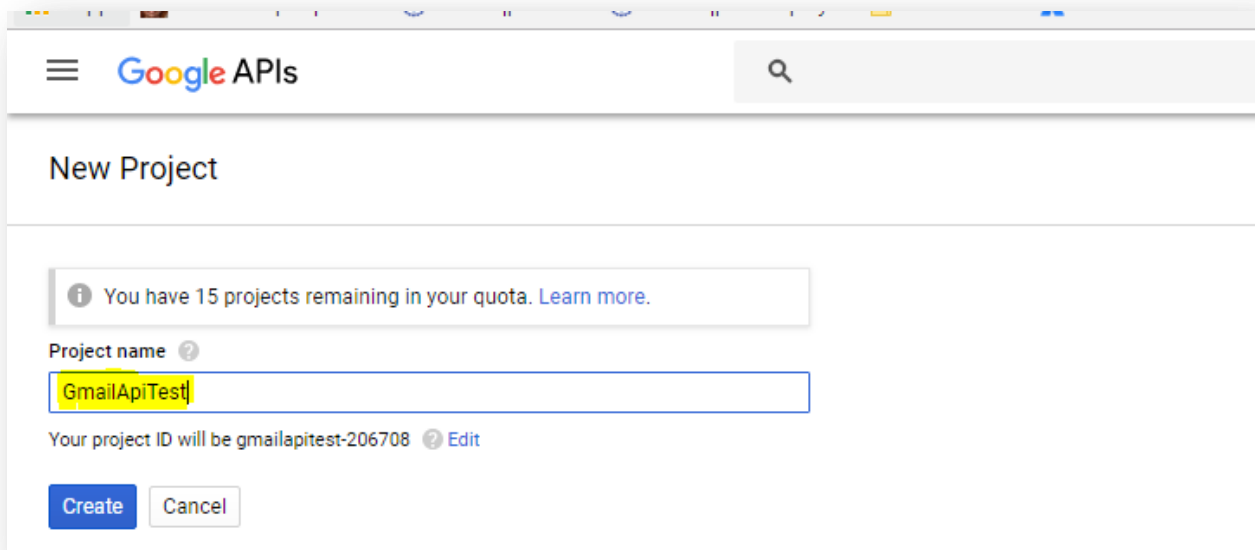 Google APIs
New Project
You have 15 projects remaining in your quota. Learn more.
Project name
GmailApiTest
Your project ID will be gmailapitest-206708 Edit
Create Cancel